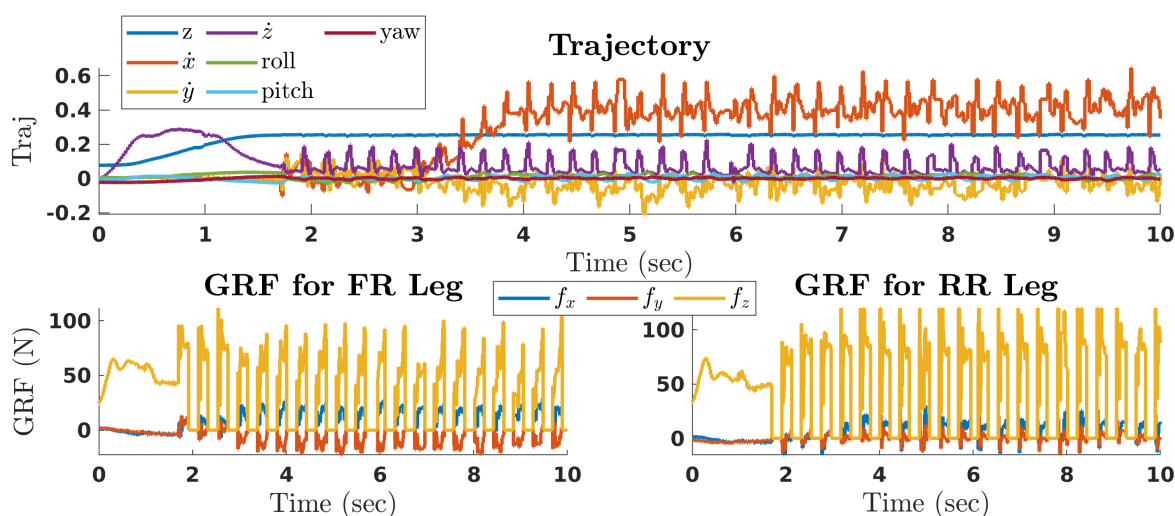 Trajectory
z ż yaw
ẋ roll
ẏ pitch
Traj
0.6
0.4
0.2
0
-0.2
0 1 2 3 4 5 6 7 8 9 10
Time (sec)
GRF for FR Leg
GRF for RR Leg
f_x f_y f_z
GRF (N)
100
50
0
0 2 4 6 8 10
Time (sec)
100
50
0
0 2 4 6 8 10
Time (sec)